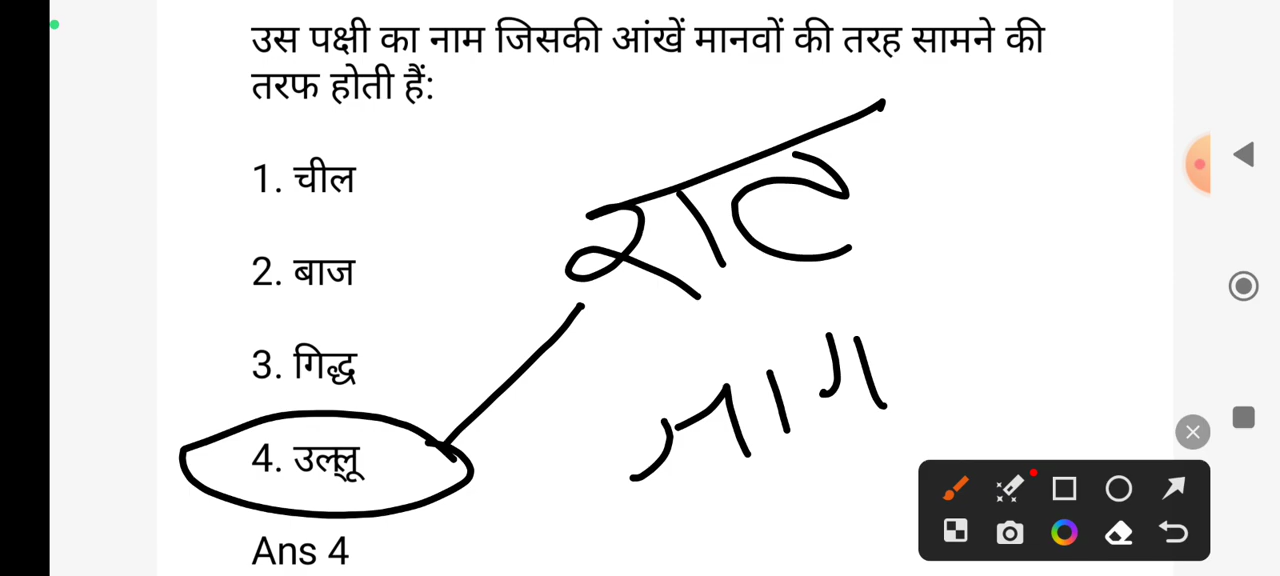 उस पक्षी का नाम जिसकी आंखें मानवों की तरह सामने की
तरफ होती हैं:
1. चील
2. बाज
3. गिद्ध
4. उल्लू
Ans 4
रात